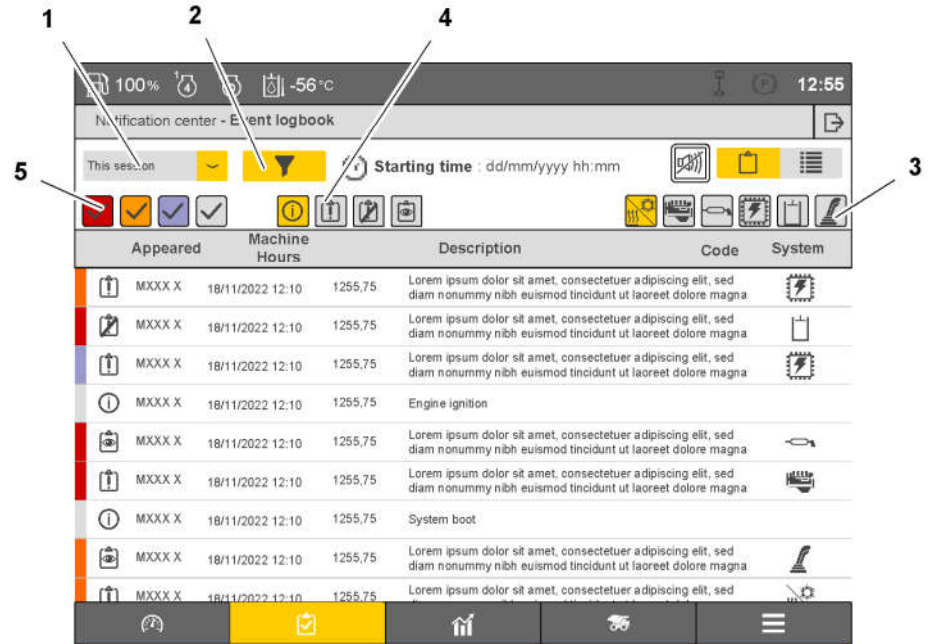 1
2
4
100%
1
4
-56 °C
P
12:55
Notification center - Event logbook
This session
Starting time : dd/mm/yyyy hh:mm
5
3
Appeared
Machine Hours
Description
Code
System
MXXX X 18/11/2022 12:10 1255,75 Lorem ipsum dolor sit amet, consectetuer adipiscing elit, sed
diam nonummy nibh euismod tincidunt ut laoreet dolore magna
MXXX X 18/11/2022 12:10 1255,75 Lorem ipsum dolor sit amet, consectetuer adipiscing elit, sed
diam nonummy nibh euismod tincidunt ut laoreet dolore magna
MXXX X 18/11/2022 12:10 1255,75 Lorem ipsum dolor sit amet, consectetuer adipiscing elit, sed
diam nonummy nibh euismod tincidunt ut laoreet dolore magna
MXXX X 18/11/2022 12:10 1255,75 Engine ignition
MXXX X 18/11/2022 12:10 1255,75 Lorem ipsum dolor sit amet, consectetuer adipiscing elit, sed
diam nonummy nibh euismod tincidunt ut laoreet dolore magna
MXXX X 18/11/2022 12:10 1255,75 Lorem ipsum dolor sit amet, consectetuer adipiscing elit, sed
diam nonummy nibh euismod tincidunt ut laoreet dolore magna
MXXX X 18/11/2022 12:10 1255,75 System boot
MXXX X 18/11/2022 12:10 1255,75 Lorem ipsum dolor sit amet, consectetuer adipiscing elit, sed
diam nonummy nibh euismod tincidunt ut laoreet dolore magna
MXXX X 18/11/2022 12:10 1255,75 Lorem ipsum dolor sit amet, consectetuer adipiscing elit, sed